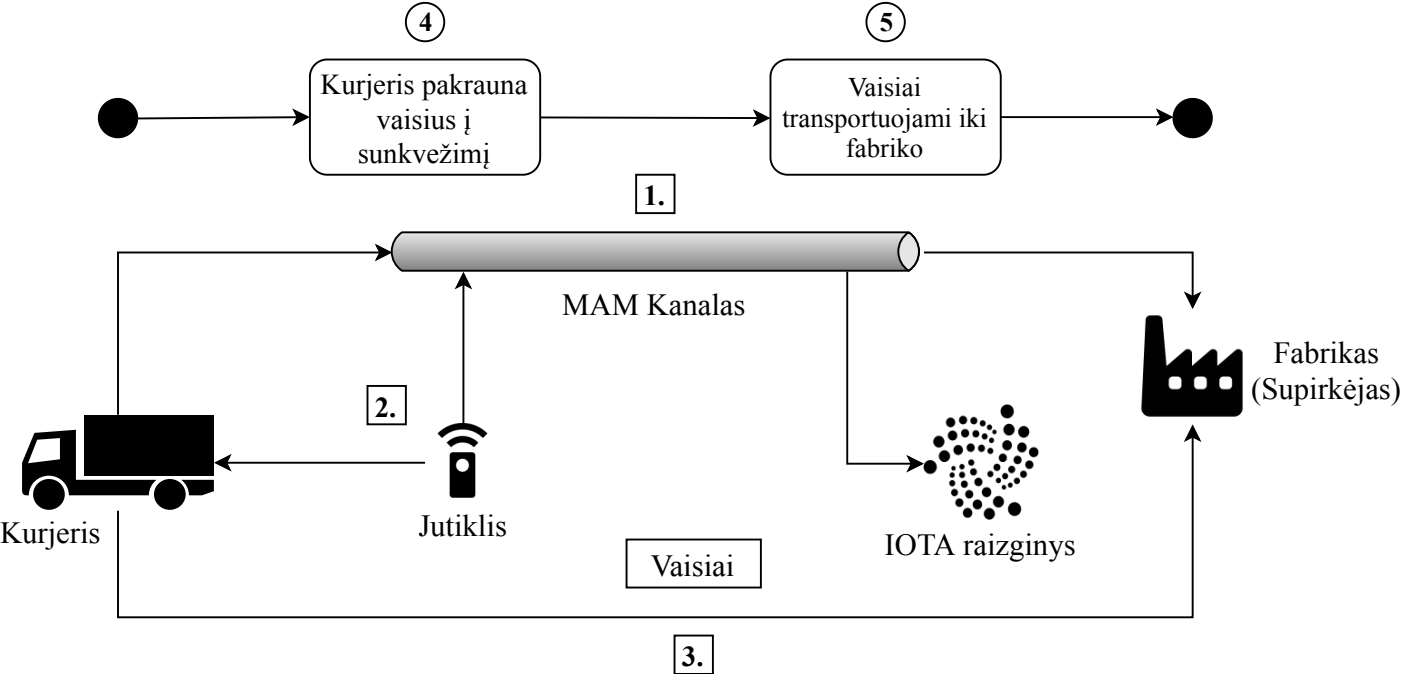 4
5
Kurjeris pakrauna
vaisius į
sunkvežimį
Vaisiai
transportuojami iki
fabriko
1.
MAM Kanalas
Fabrikas
(Supirkėjas)
2.
Kurjeris
Jutiklis
IOTA raizginys
Vaisiai
3.